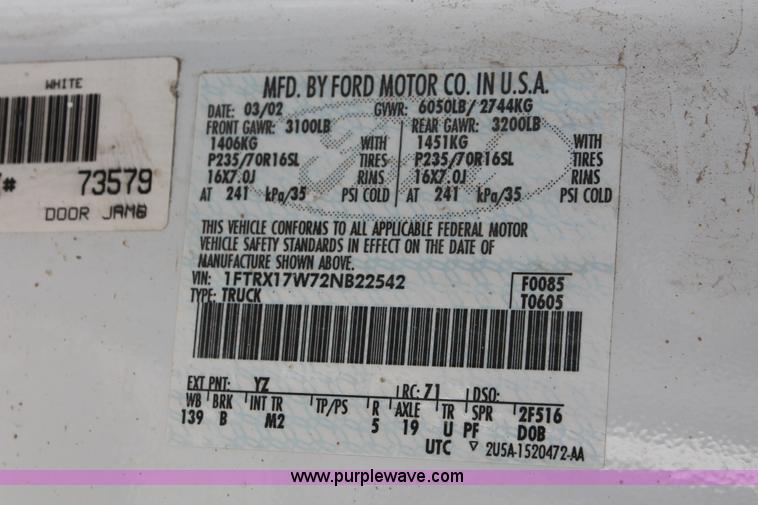 WHITE
# 73579
DOOR JAMB
MFD. BY FORD MOTOR CO. IN U.S.A.
DATE: 03/02 GVWR: 6050LB/ 2744KG
FRONT GAWR: 3100LB REAR GAWR: 3200LB
1406KG WITH 1451KG WITH
P235/70R16SL TIRES P235/70R16SL TIRES
16X7.0J RIMS 16X7.0J RIMS
AT 241 kPa/35 PSI COLD AT 241 kPa/35 PSI COLD
THIS VEHICLE CONFORMS TO ALL APPLICABLE FEDERAL MOTOR
VEHICLE SAFETY STANDARDS IN EFFECT ON THE DATE OF
MANUFACTURE SHOWN ABOVE.
VIN: 1FTRX17W72NB22542 F0085
TYPE: TRUCK T0605
EXT PNT: YZ RC: 71 DSO:
WB BRK INT TR TP/PS R AXLE TR SPR 2F516
139 B M2 5 19 U PF DOB
UTC ▽ 2U5A-1520472-AA
www.purplewave.com